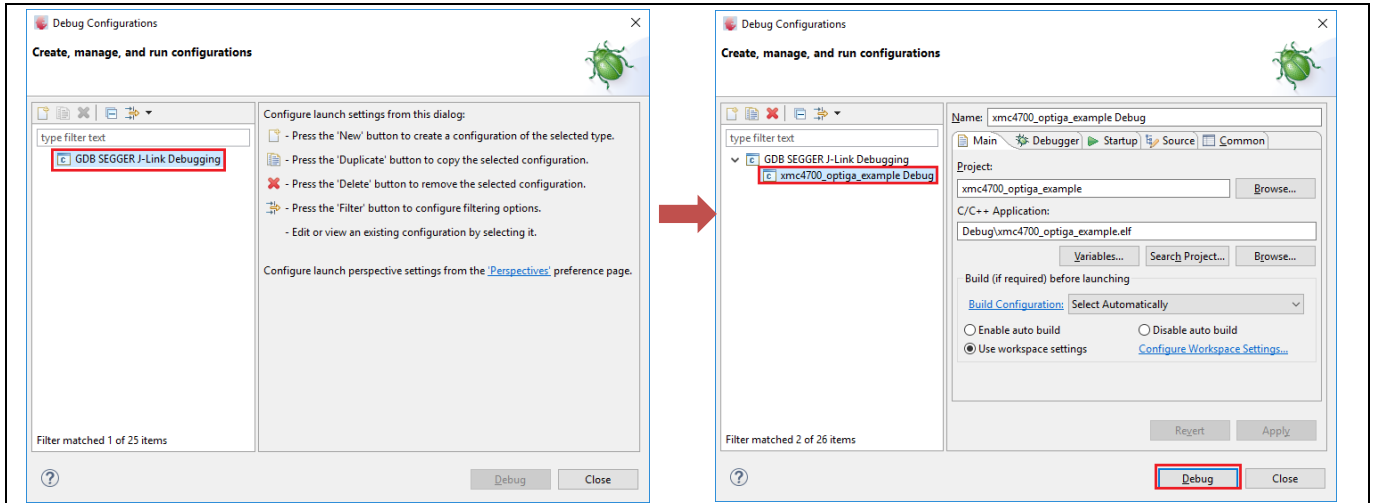 Debug Configurations
Create, manage, and run configurations
type filter text
GDB SEGGER J-Link Debugging
Filter matched 1 of 25 items
Configure launch settings from this dialog:
- Press the 'New' button to create a configuration of the selected type.
- Press the 'Duplicate' button to copy the selected configuration.
- Press the 'Delete' button to remove the selected configuration.
- Press the 'Filter' button to configure filtering options.
- Edit or view an existing configuration by selecting it.
Configure launch perspective settings from the 'Perspectives' preference page.
Debug Close
Debug Configurations
Create, manage, and run configurations
type filter text
GDB SEGGER J-Link Debugging
xmc4700_optiga_example Debug
Filter matched 2 of 26 items
Name: xmc4700_optiga_example Debug
Main Debugger Startup Source Common
Project:
xmc4700_optiga_example Browse...
C/C++ Application:
Debug\xmc4700_optiga_example.elf
Variables... Search Project... Browse...
Build (if required) before launching
Build Configuration: Select Automatically
Enable auto build Disable auto build
Use workspace settings Configure Workspace Settings...
Revert Apply
Debug Close